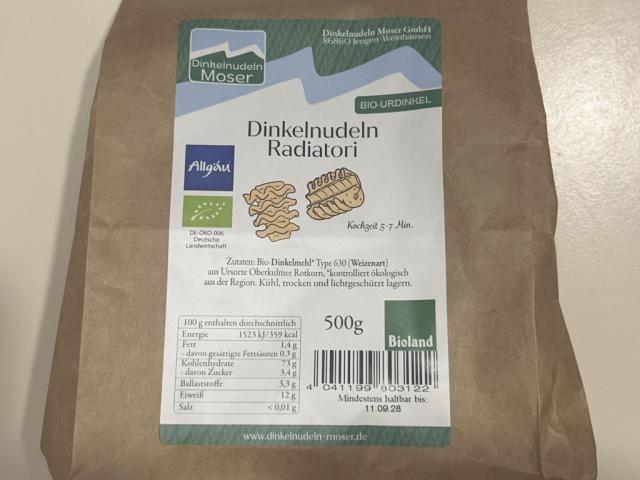 Dinkelnudeln
Moser
Dinkelnudeln Moser GmbH
86860 Jengen-Weinhausen
BIO-URDINKEL
Dinkelnudeln
Radiatori
Allgäu
DE-ÖKO-006
Deutsche
Landwirtschaft
Kochzeit 5-7 Min.
Zutaten: Bio-Dinkelmehl* Type 630 (Weizenart)
aus Ursorte Oberkulmer Rotkorn, *kontrolliert ökologisch
aus der Region. Kühl, trocken und lichtgeschützt lagern.
100 g enthalten durchschnittlich
Energie 1523 kJ/359 kcal
Fett 1,4 g
- davon gesättigte Fettsäuren 0,3 g
Kohlenhydrate 73 g
- davon Zucker 3,4 g
Ballaststoffe 3,3 g
Eiweiß 12 g
Salz < 0,01 g
500g
Bioland
4 041199 803122
Mindestens haltbar bis:
11.09.28
www.dinkelnudeln-moser.de